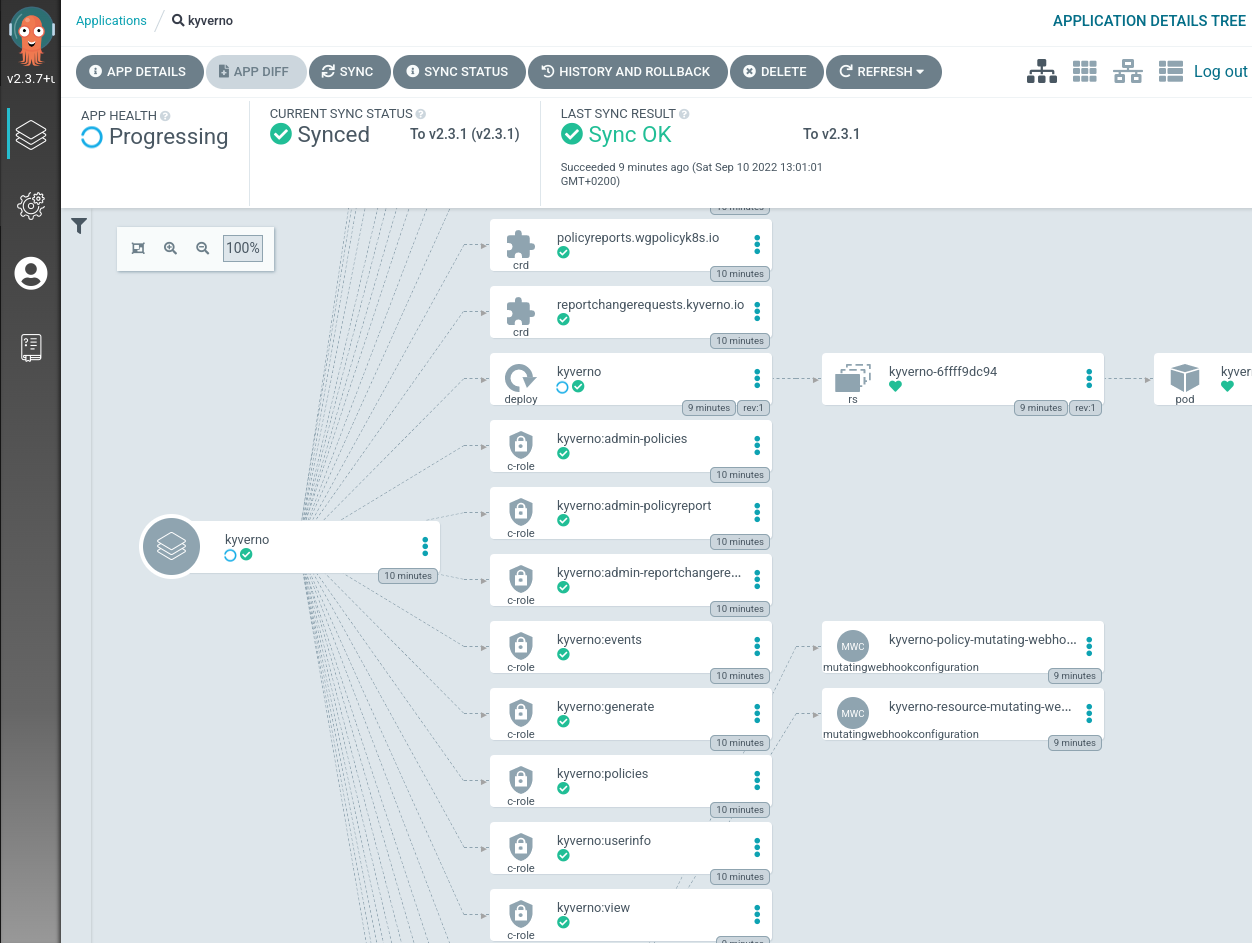 Applications / kyverno
APPLICATION DETAILS TREE
v2.3.7+u
APP DETAILS
APP DIFF
SYNC
SYNC STATUS
HISTORY AND ROLLBACK
DELETE
REFRESH
Log out
APP HEALTH
Progressing
CURRENT SYNC STATUS
Synced
To v2.3.1 (v2.3.1)
LAST SYNC RESULT
Sync OK
To v2.3.1
Succeeded 9 minutes ago (Sat Sep 10 2022 13:01:01
GMT+0200)
100%
10 minutes
policyreports.wgpolicyk8s.io
crd
10 minutes
reportchangerequests.kyverno.io
crd
10 minutes
kyverno
deploy
9 minutes
rev:1
kyverno-6ffff9dc94
rs
9 minutes
rev:1
kyver
pod
kyverno:admin-policies
c-role
10 minutes
kyverno:admin-policyreport
c-role
10 minutes
kyverno
10 minutes
kyverno:admin-reportchangere...
c-role
10 minutes
kyverno:events
c-role
10 minutes
MWC
kyverno-policy-mutating-webho...
mutatingwebhookconfiguration
9 minutes
kyverno:generate
c-role
10 minutes
MWC
kyverno-resource-mutating-we...
mutatingwebhookconfiguration
9 minutes
kyverno:policies
c-role
10 minutes
kyverno:userinfo
c-role
10 minutes
kyverno:view
c-role
9 minutes